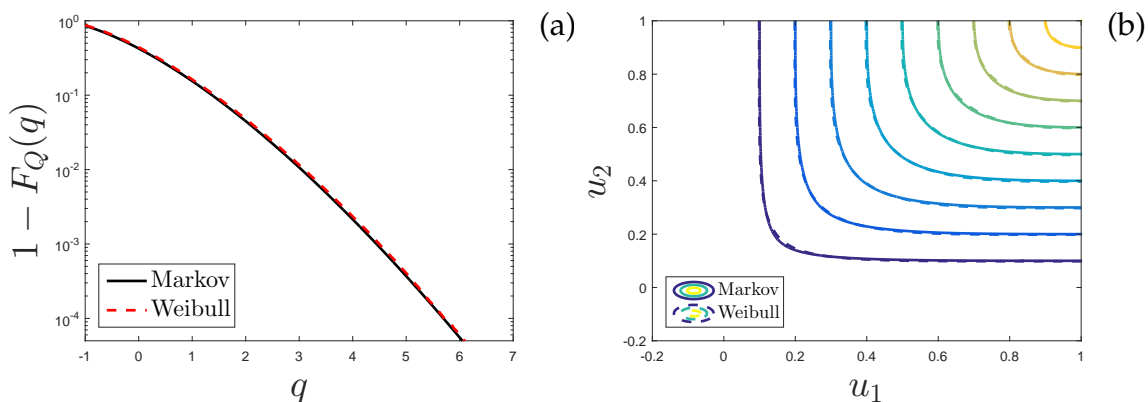 (a)
1 − F_Q(q)
10^0
10^-1
10^-2
10^-3
10^-4
Markov
Weibull
-1 0 1 2 3 4 5 6 7
q
(b)
u_2
1
0.8
0.6
0.4
0.2
0
-0.2
Markov
Weibull
-0.2 0 0.2 0.4 0.6 0.8 1
u_1